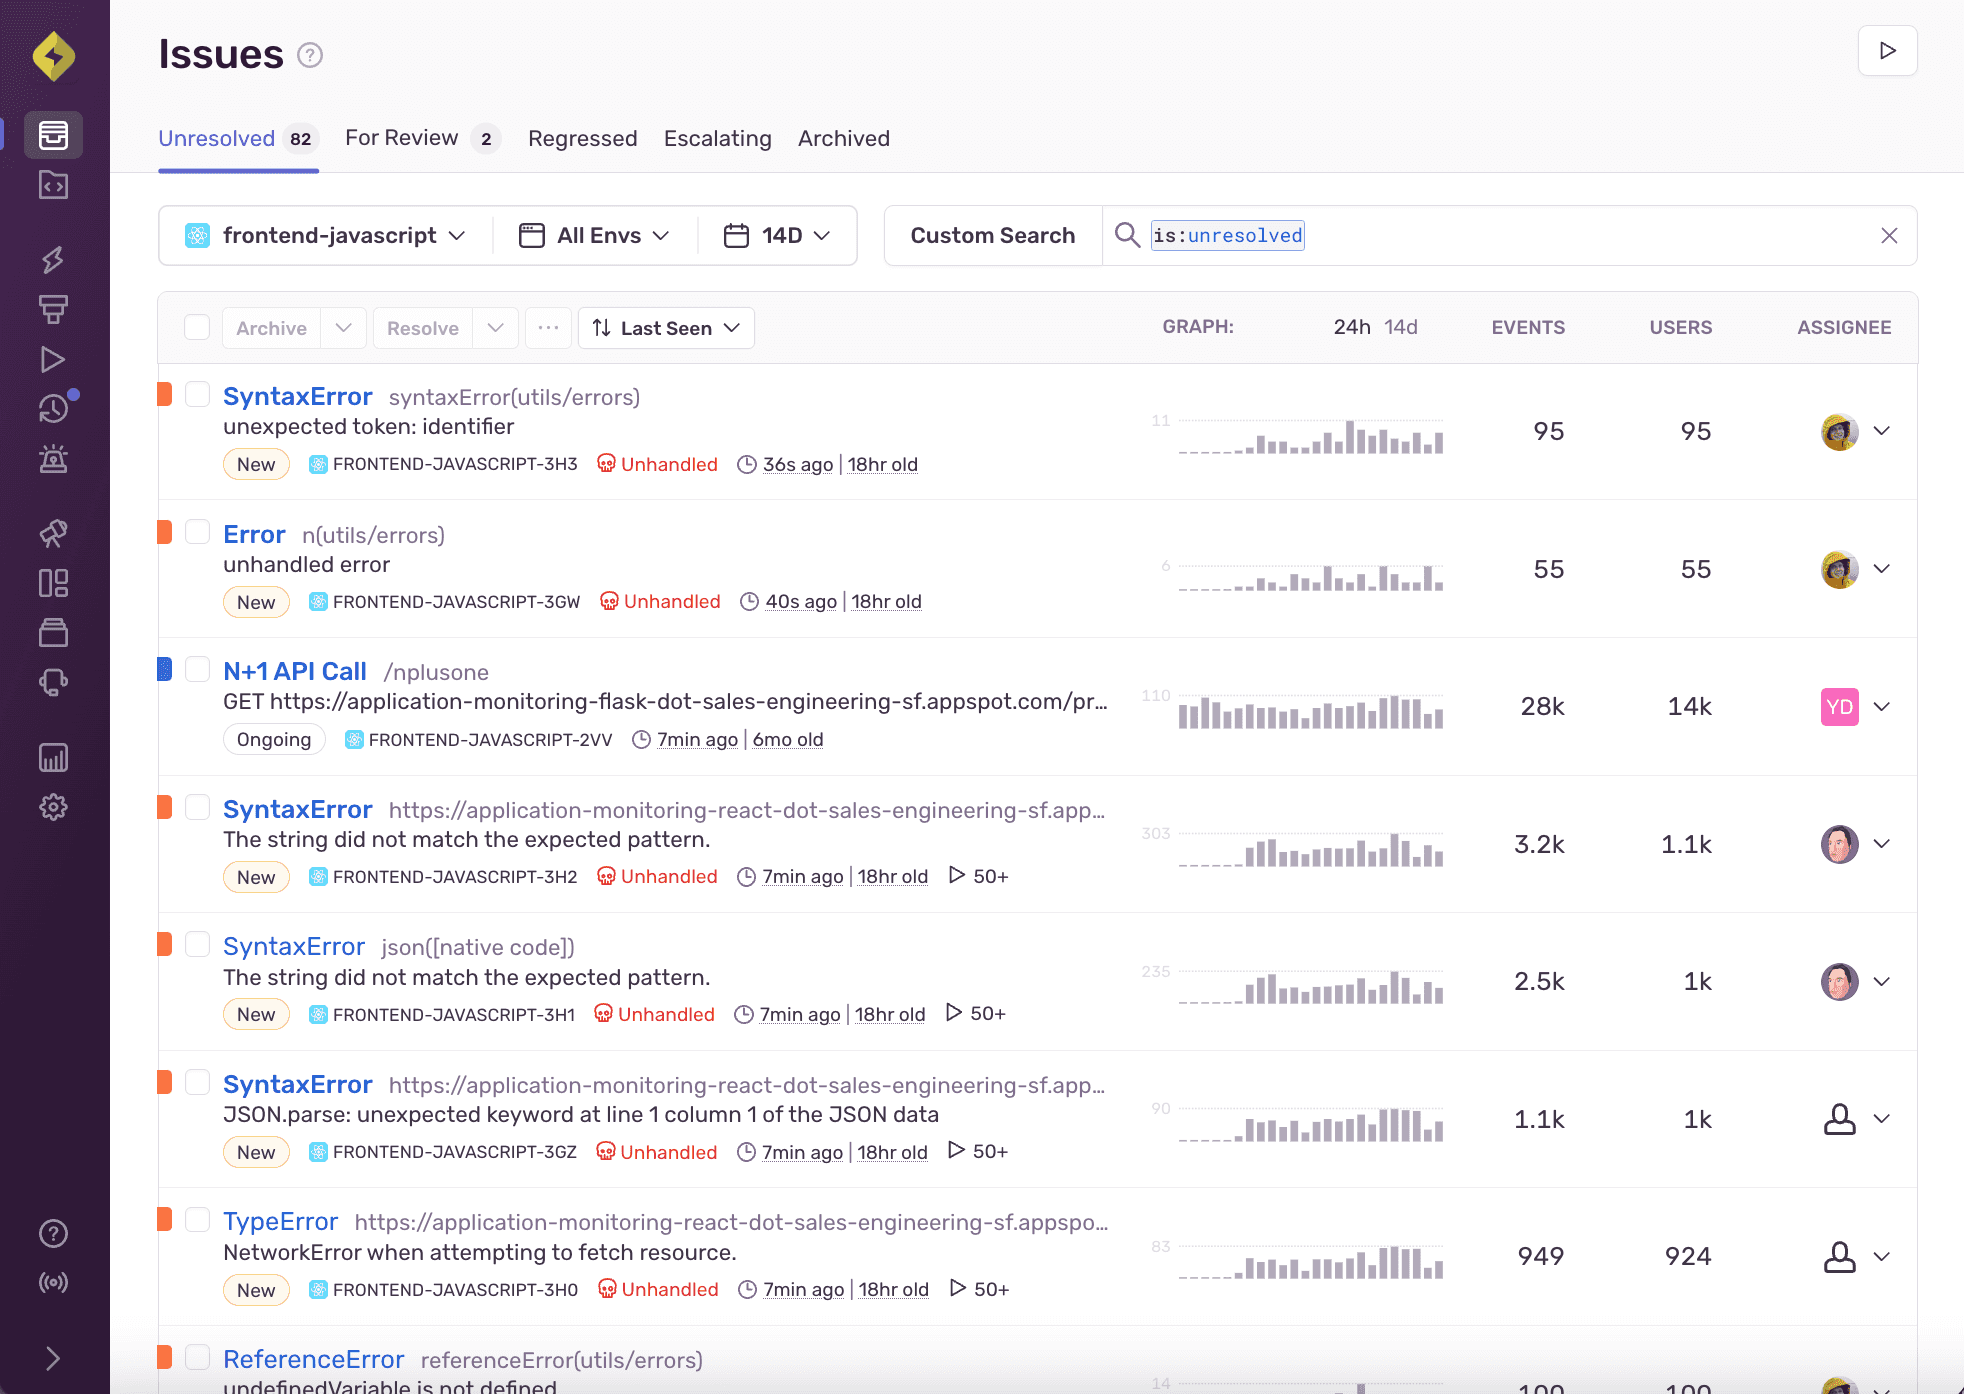 Issues
Unresolved 82 For Review 2 Regressed Escalating Archived
frontend-javascript All Envs 14D Custom Search is:unresolved
Archive Resolve Last Seen GRAPH: 24h 14d EVENTS USERS ASSIGNEE
SyntaxError syntaxError(utils/errors)
unexpected token: identifier
11 95 95
New FRONTEND-JAVASCRIPT-3H3 Unhandled 36s ago | 18hr old
Error n(utils/errors)
unhandled error
6 55 55
New FRONTEND-JAVASCRIPT-3GW Unhandled 40s ago | 18hr old
N+1 API Call /nplusone
GET https://application-monitoring-flask-dot-sales-engineering-sf.appspot.com/pr...
110 28k 14k YD
Ongoing FRONTEND-JAVASCRIPT-2VV 7min ago | 6mo old
SyntaxError https://application-monitoring-react-dot-sales-engineering-sf.app...
The string did not match the expected pattern.
303 3.2k 1.1k
New FRONTEND-JAVASCRIPT-3H2 Unhandled 7min ago | 18hr old 50+
SyntaxError json([native code])
The string did not match the expected pattern.
235 2.5k 1k
New FRONTEND-JAVASCRIPT-3H1 Unhandled 7min ago | 18hr old 50+
SyntaxError https://application-monitoring-react-dot-sales-engineering-sf.app...
JSON.parse: unexpected keyword at line 1 column 1 of the JSON data
90 1.1k 1k
New FRONTEND-JAVASCRIPT-3GZ Unhandled 7min ago | 18hr old 50+
TypeError https://application-monitoring-react-dot-sales-engineering-sf.appspo...
NetworkError when attempting to fetch resource.
83 949 924
New FRONTEND-JAVASCRIPT-3H0 Unhandled 7min ago | 18hr old 50+
ReferenceError referenceError(utils/errors)
undefinedVariable is not defined
14 100 100